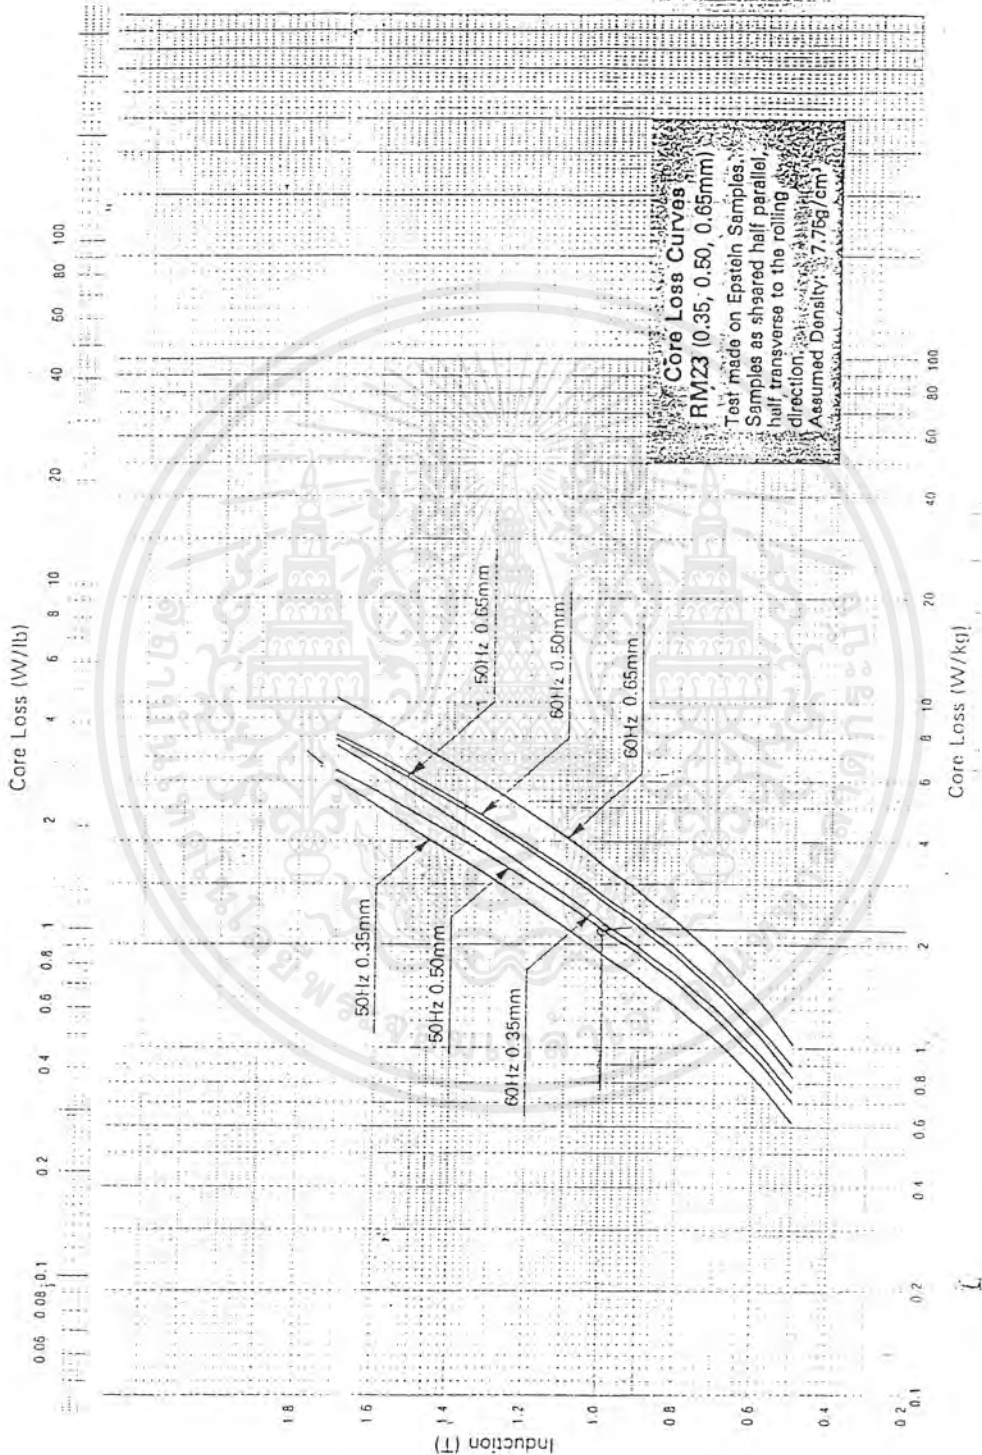 Core Loss (W/lb)
0.06 0.08 0.1 0.2 0.4 0.6 0.8 1 2 4 6 8 10 20 40 60 80 100
Induction (T)
1.8
1.6
1.4
1.2
1.0
0.8
0.6
0.4
0.2
50Hz 0.35mm
50Hz 0.50mm
60Hz 0.35mm
50Hz 0.65mm
60Hz 0.50mm
60Hz 0.65mm
Core Loss Curves
RM23 (0.35, 0.50, 0.65mm)
Test made on Epstein Samples.
Samples as sheared half parallel,
half transverse to the rolling
direction.
Assumed Density: 7.75g/cm³
0.1 0.2 0.4 0.6 0.8 1 2 4 6 8 10 20 40 60 80 100
Core Loss (W/kg)